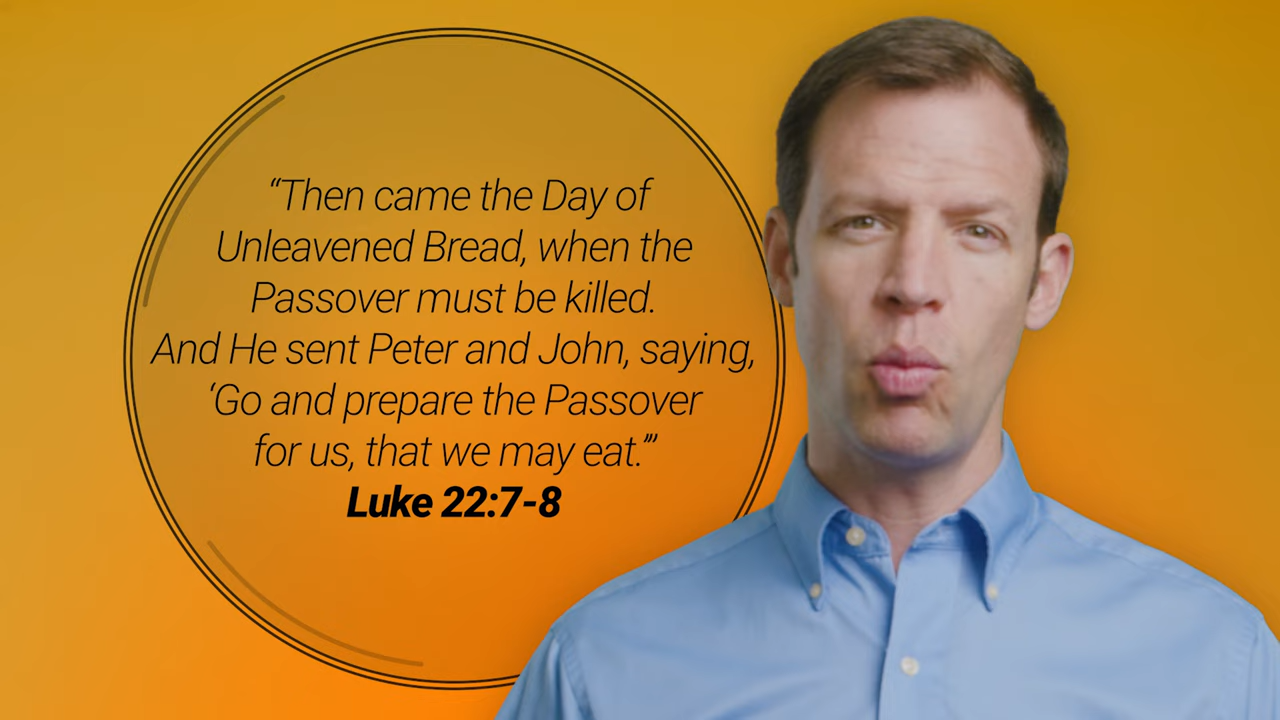 “Then came the Day of
Unleavened Bread, when the
Passover must be killed.
And He sent Peter and John, saying,
‘Go and prepare the Passover
for us, that we may eat.’”
Luke 22:7-8